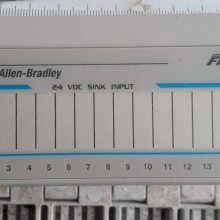 Allen-Bradley
24 VDC SINK INPUT
3 4 5 6 7 8 9 10 11 12 13